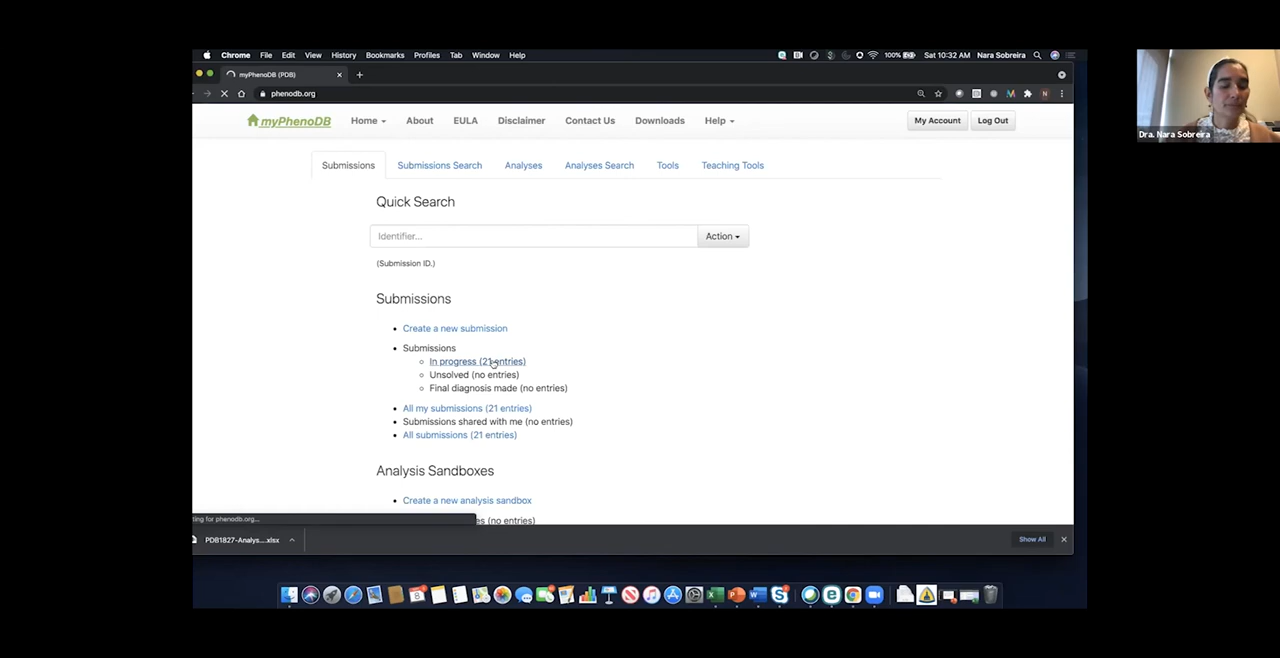 Chrome File Edit View History Bookmarks Profiles Tab Window Help 100% Sat 10:32 AM Nara Sobreira
myPhenoDB (PDB)
phenodb.org
myPhenoDB Home About EULA Disclaimer Contact Us Downloads Help My Account Log Out
Dra. Nara Sobreira
Submissions Submissions Search Analyses Analyses Search Tools Teaching Tools
Quick Search
Identifier... Action
(Submission ID.)
Submissions
Create a new submission
Submissions
In progress (21 entries)
Unsolved (no entries)
Final diagnosis made (no entries)
All my submissions (21 entries)
Submissions shared with me (no entries)
All submissions (21 entries)
Analysis Sandboxes
Create a new analysis sandbox
(no entries)
for phenodb.org...
PDB1827-Analys....xlsx Show All